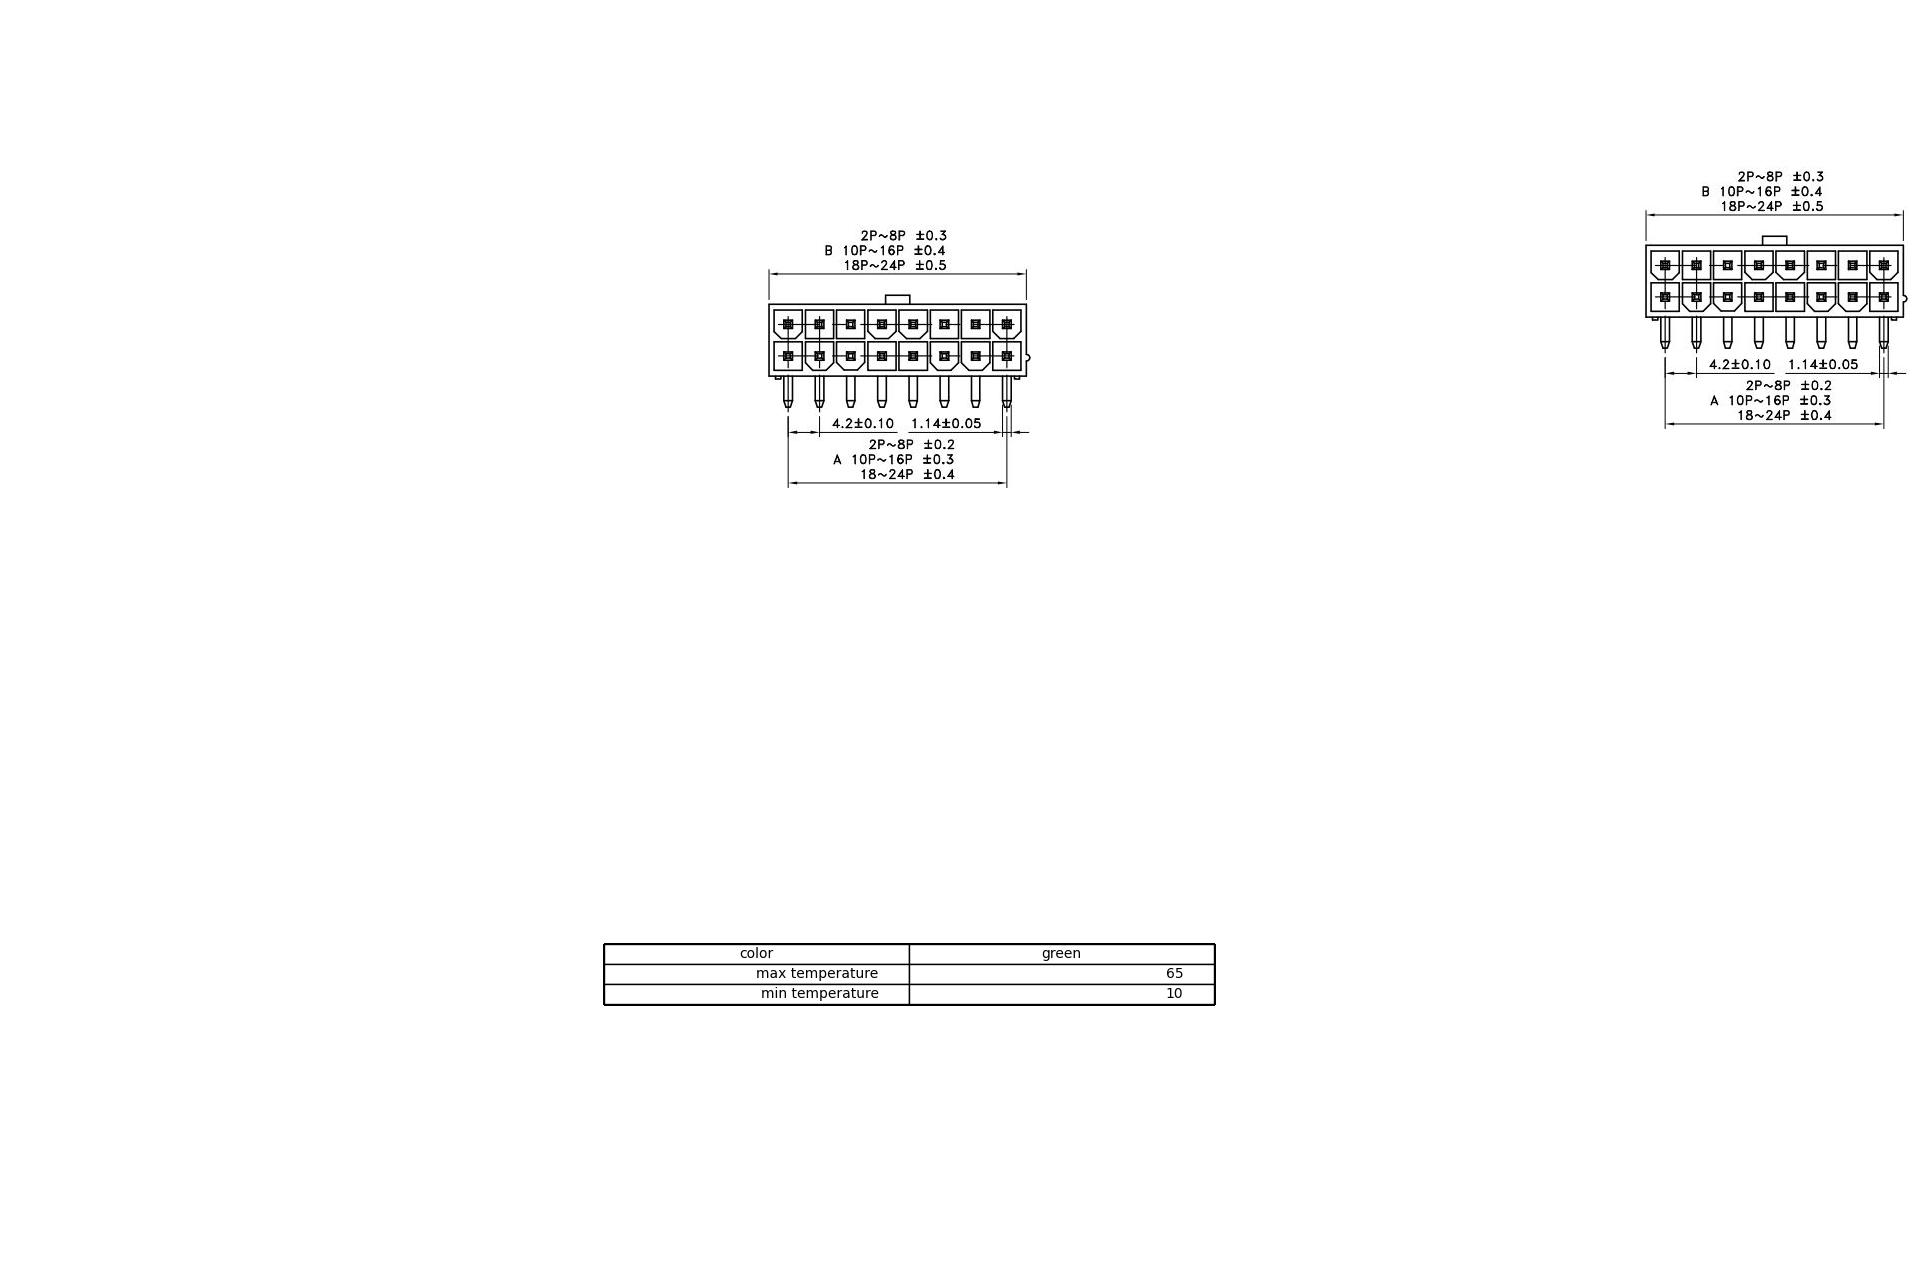 2P~8P ±0.3
B 10P~16P ±0.4
18P~24P ±0.5
4.2±0.10 1.14±0.05
2P~8P ±0.2
A 10P~16P ±0.3
18~24P ±0.4
2P~8P ±0.3
B 10P~16P ±0.4
18P~24P ±0.5
4.2±0.10 1.14±0.05
2P~8P ±0.2
A 10P~16P ±0.3
18~24P ±0.4
color green
max temperature 65
min temperature 10